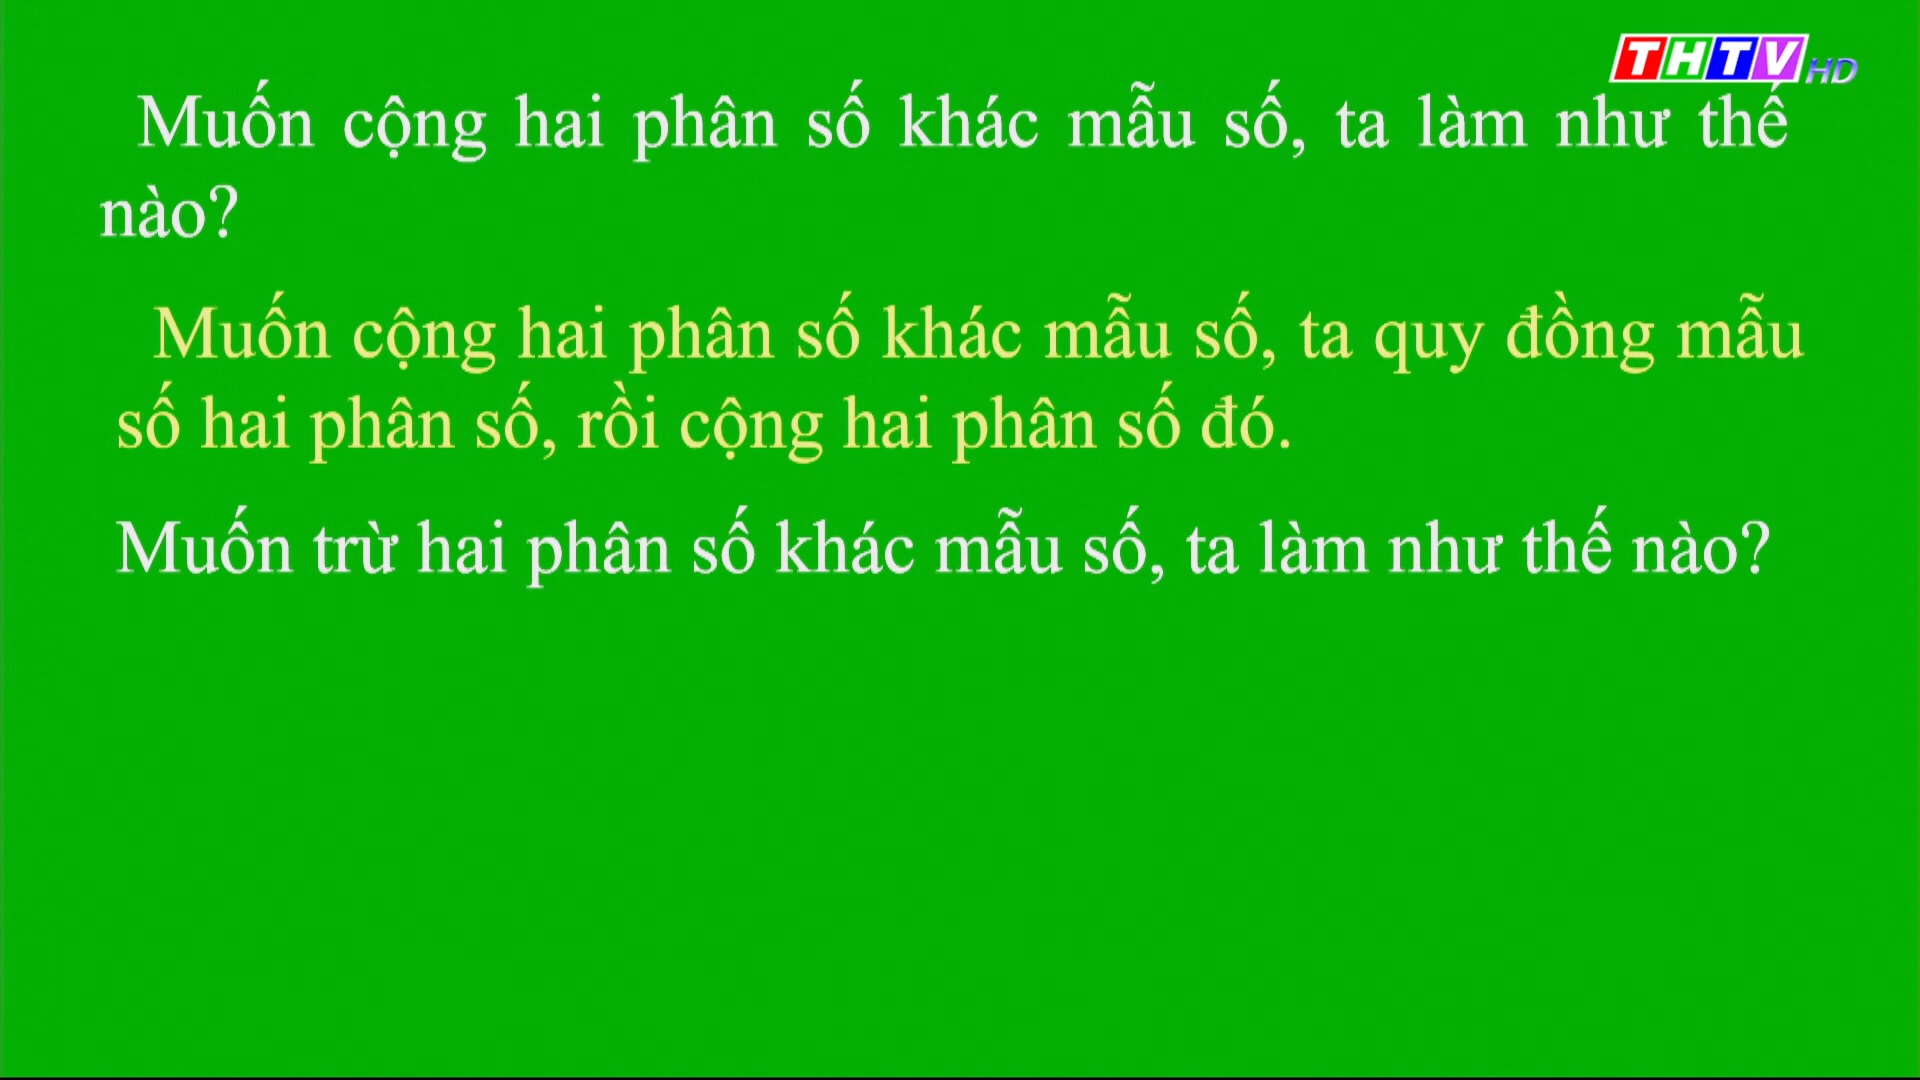 THTV HD
Muốn cộng hai phân số khác mẫu số, ta làm như thế
nào?
Muốn cộng hai phân số khác mẫu số, ta quy đồng mẫu
số hai phân số, rồi cộng hai phân số đó.
Muốn trừ hai phân số khác mẫu số, ta làm như thế nào?